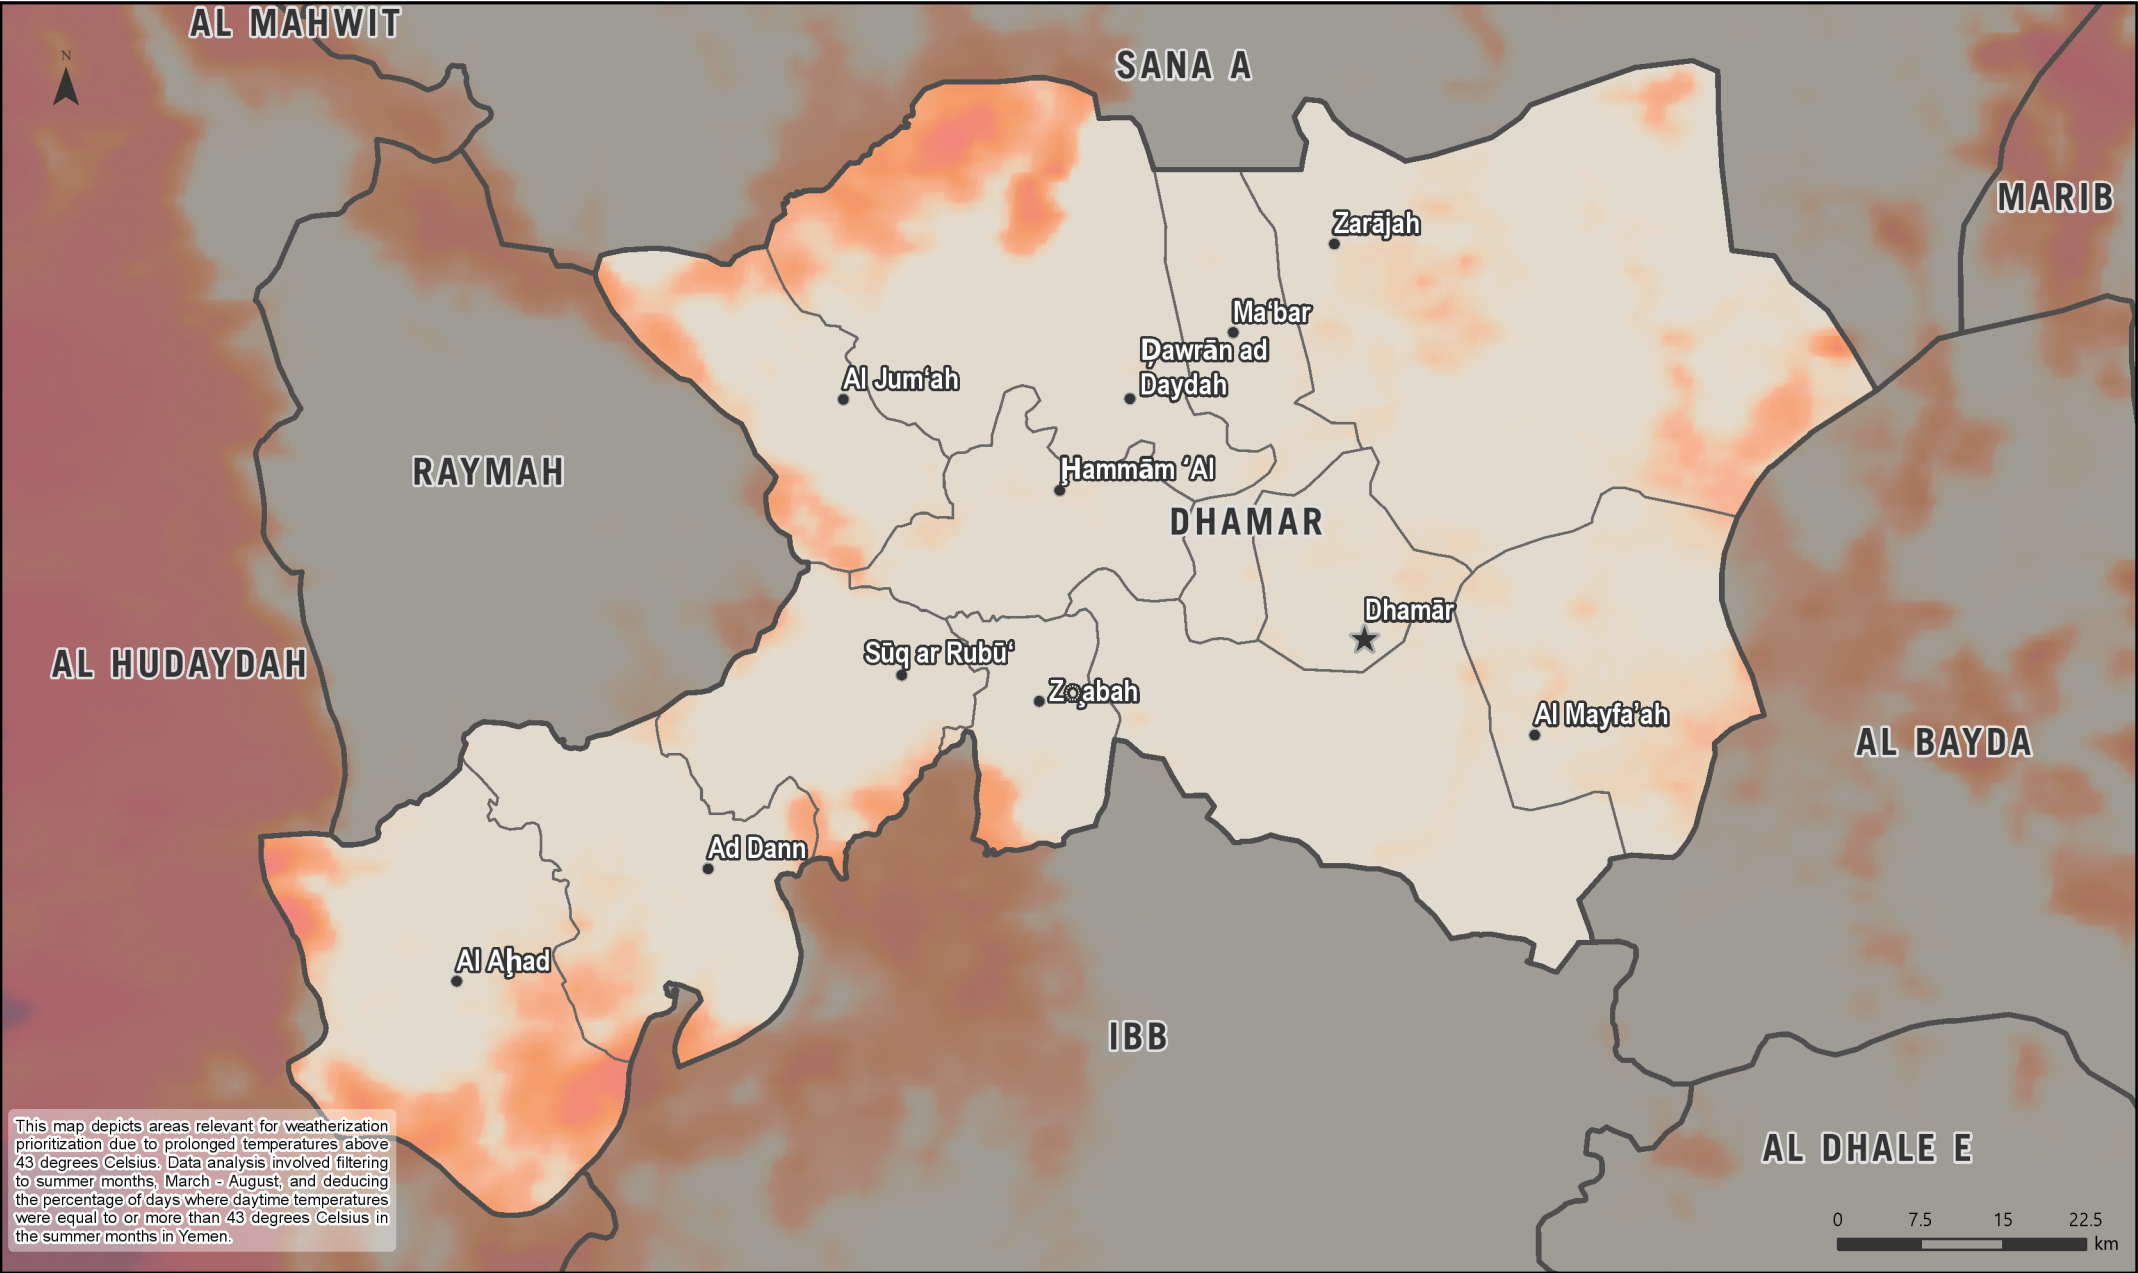 AL MAHWIT
N
SANA A
MARIB
Zarājah
Ma‘bar
Ḑawrān ad
Daydah
Al Jum‘ah
RAYMAH
Ḩammām ‘Al
DHAMAR
Dhamār
Sūq ar Rubū‘
AL HUDAYDAH
Al Mayfa’ah
AL BAYDA
Ad Dann
Al Aḩad
IBB
This map depicts areas relevant for weatherization
prioritization due to prolonged temperatures above
43 degrees Celsius. Data analysis involved filtering
to summer months, March - August, and deducing
the percentage of days where daytime temperatures
were equal to or more than 43 degrees Celsius in
the summer months in Yemen.
AL DHALE E
0 7.5 15 22.5
km